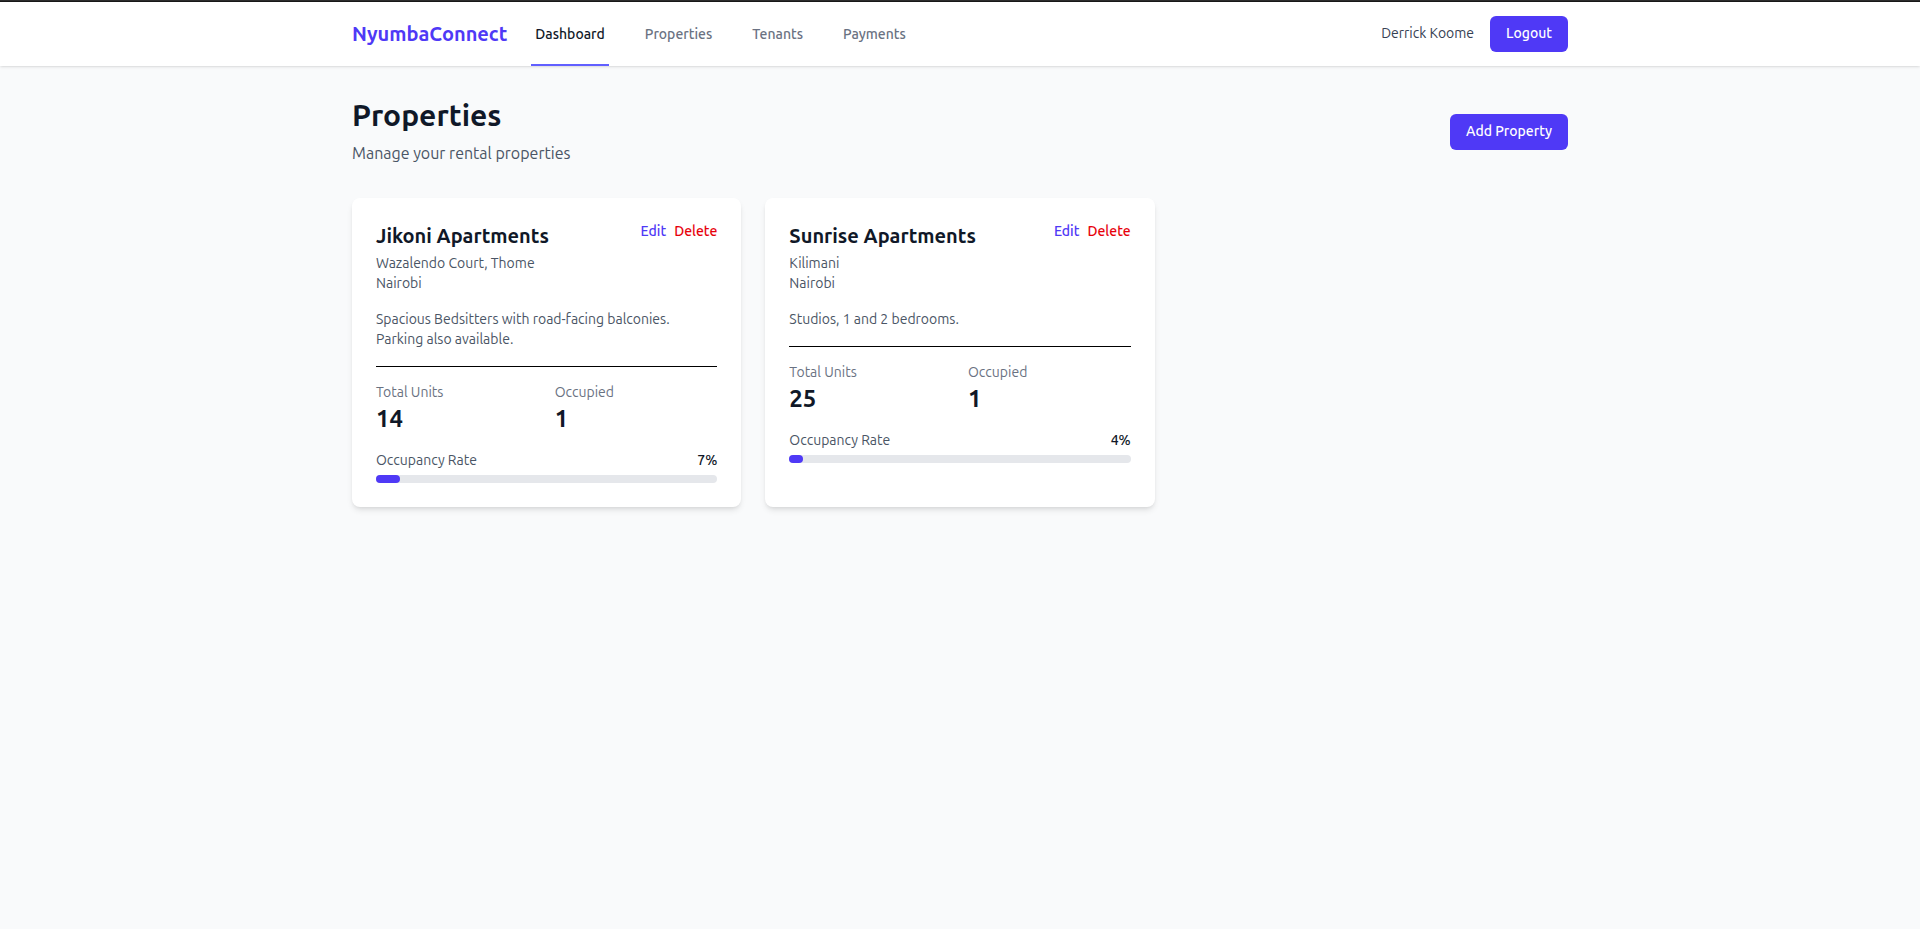 NyumbaConnect Dashboard Properties Tenants Payments Derrick Koome Logout
Properties
Manage your rental properties
Add Property
Jikoni Apartments Edit Delete
Wazalendo Court, Thome
Nairobi
Spacious Bedsitters with road-facing balconies.
Parking also available.
Total Units Occupied
14 1
Occupancy Rate 7%
Sunrise Apartments Edit Delete
Kilimani
Nairobi
Studios, 1 and 2 bedrooms.
Total Units Occupied
25 1
Occupancy Rate 4%